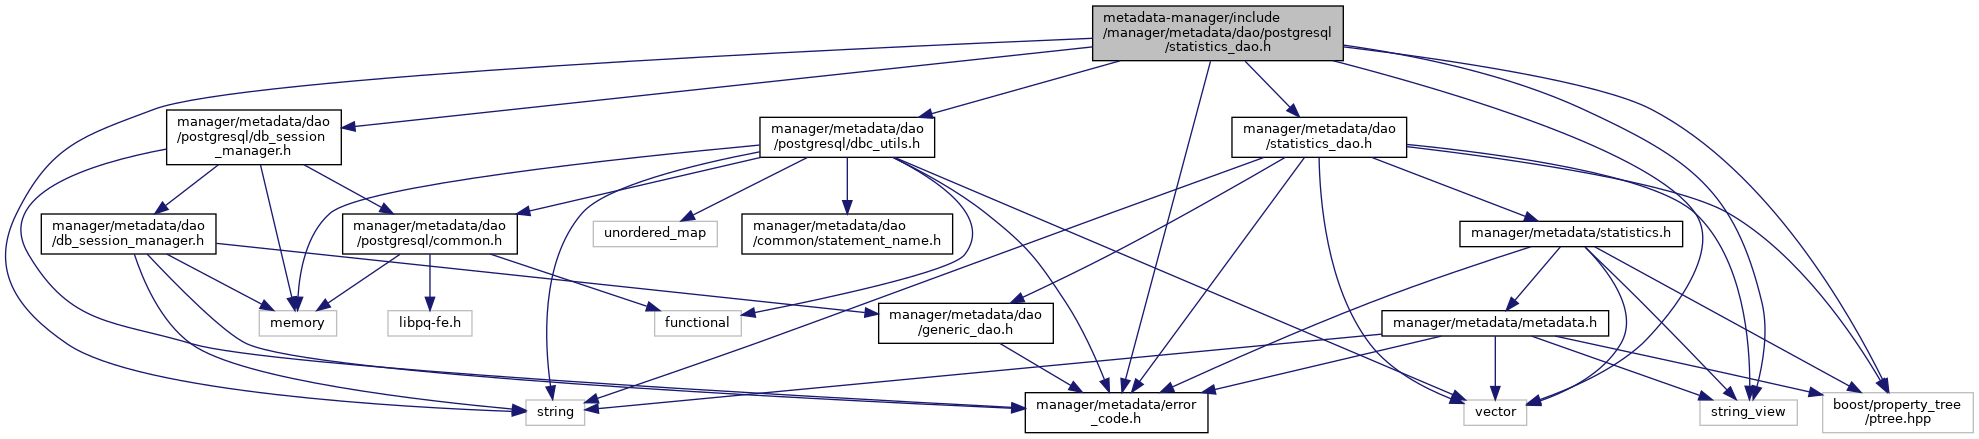 metadata-manager/include
/manager/metadata/dao/postgresql
/statistics_dao.h
manager/metadata/dao
/postgresql/db_session
_manager.h
manager/metadata/dao
/postgresql/dbc_utils.h
manager/metadata/dao
/statistics_dao.h
manager/metadata/dao
/db_session_manager.h
manager/metadata/dao
/postgresql/common.h
unordered_map
manager/metadata/dao
/common/statement_name.h
manager/metadata/statistics.h
memory
libpq-fe.h
functional
manager/metadata/dao
/generic_dao.h
manager/metadata/metadata.h
string
manager/metadata/error
_code.h
vector
string_view
boost/property_tree
/ptree.hpp